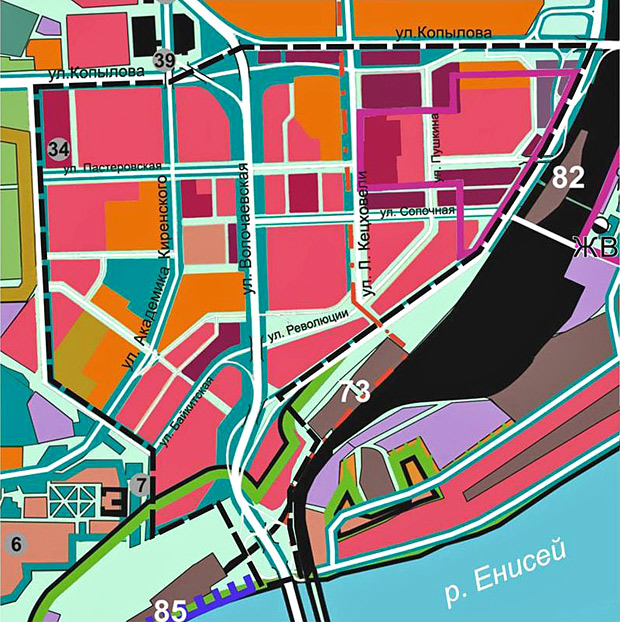 ул. Копылова
39
ул. Копылова
34
ул. Пастеровская
ул. Пушкина
82
ул. Академика Киренского
ул. Волочаевская
ул. Л. Кецховели
ул. Сопочная
ЖВ
ул. Революции
73
ул. Байкитская
7
6
р. Енисей
85